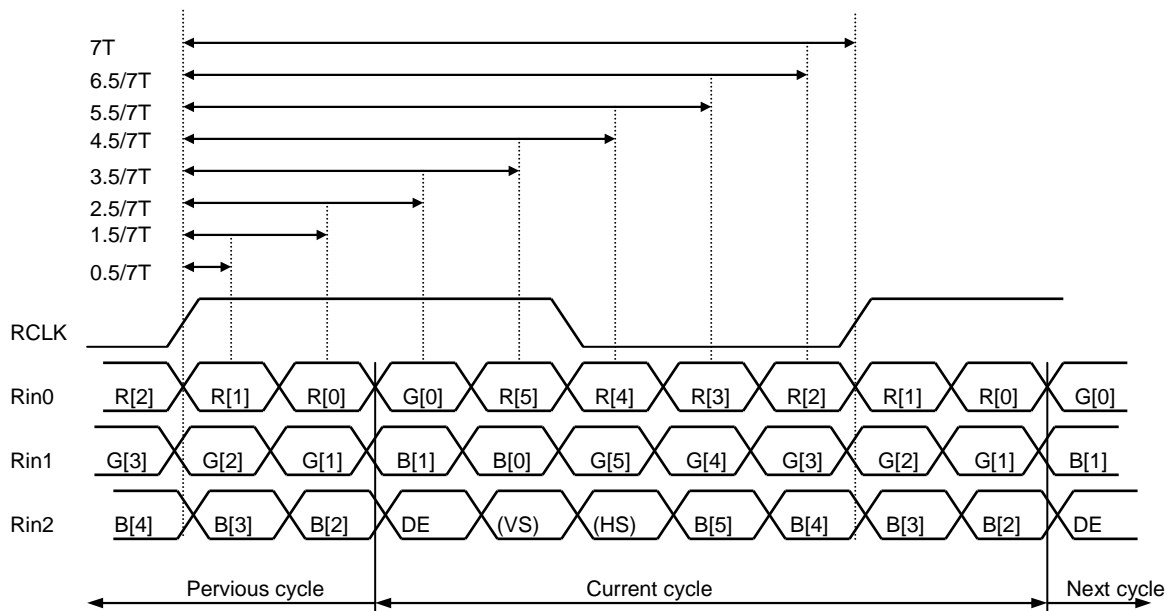 7T
6.5/7T
5.5/7T
4.5/7T
3.5/7T
2.5/7T
1.5/7T
0.5/7T
RCLK
Rin0 R[2] R[1] R[0] G[0] R[5] R[4] R[3] R[2] R[1] R[0] G[0]
Rin1 G[3] G[2] G[1] B[1] B[0] G[5] G[4] G[3] G[2] G[1] B[1]
Rin2 B[4] B[3] B[2] DE (VS) (HS) B[5] B[4] B[3] B[2] DE
Pervious cycle Current cycle Next cycle